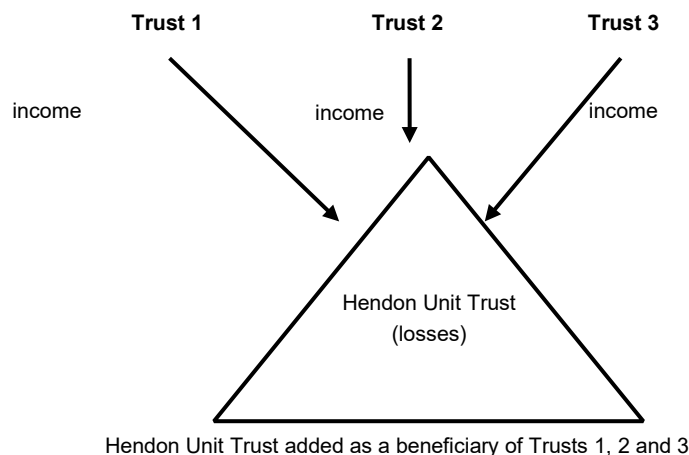 Trust 1 Trust 2 Trust 3
income income income
Hendon Unit Trust
(losses)
Hendon Unit Trust added as a beneficiary of Trusts 1, 2 and 3